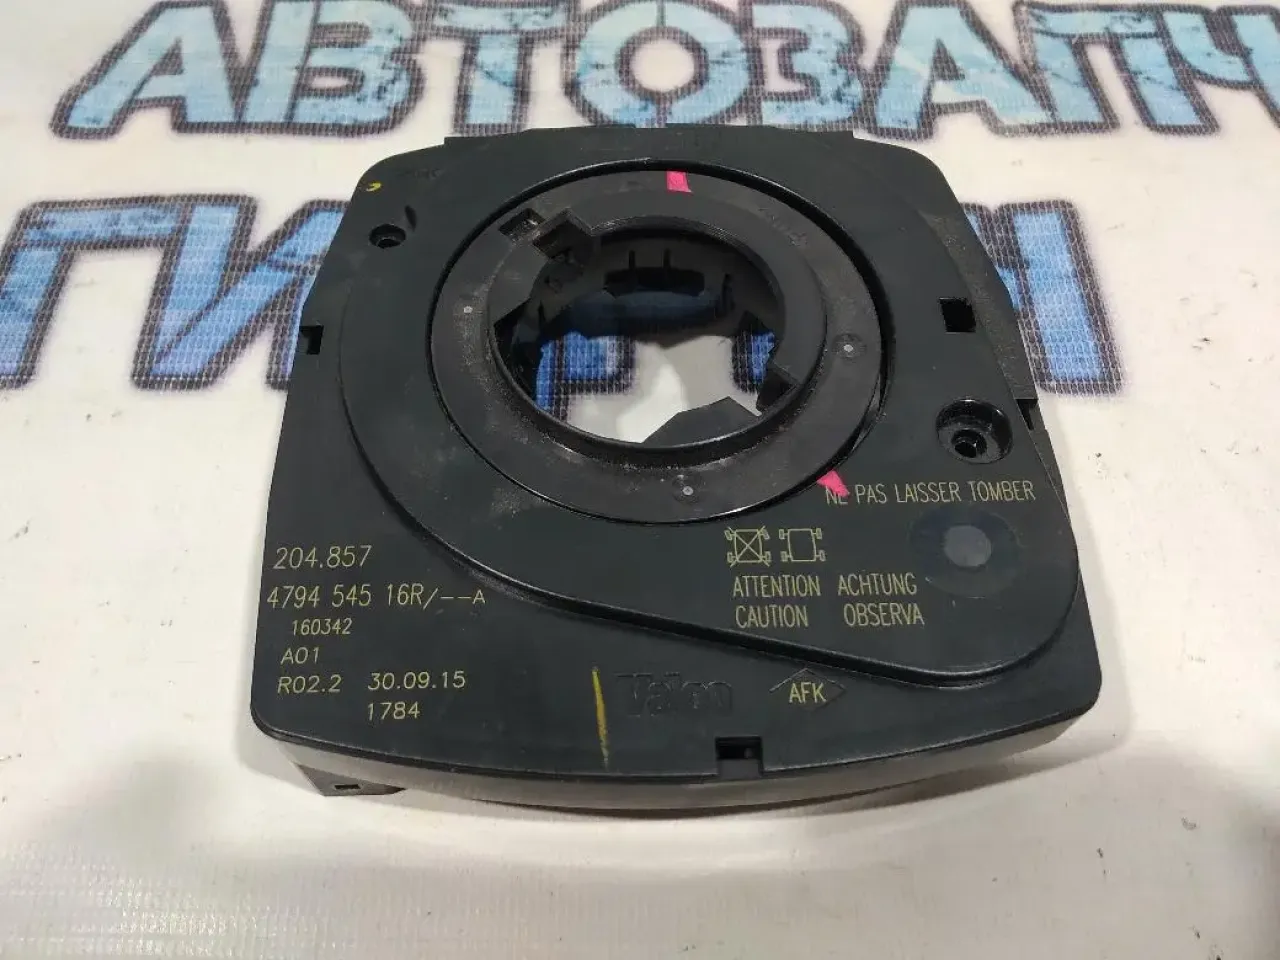 АВТОЗАПЧ
NE PAS LAISSER TOMBER
204.857
4794 545 16R/--A
160342
A01
R02.2 30.09.15
1784
ATTENTION ACHTUNG
CAUTION OBSERVA
Valeo
AFK